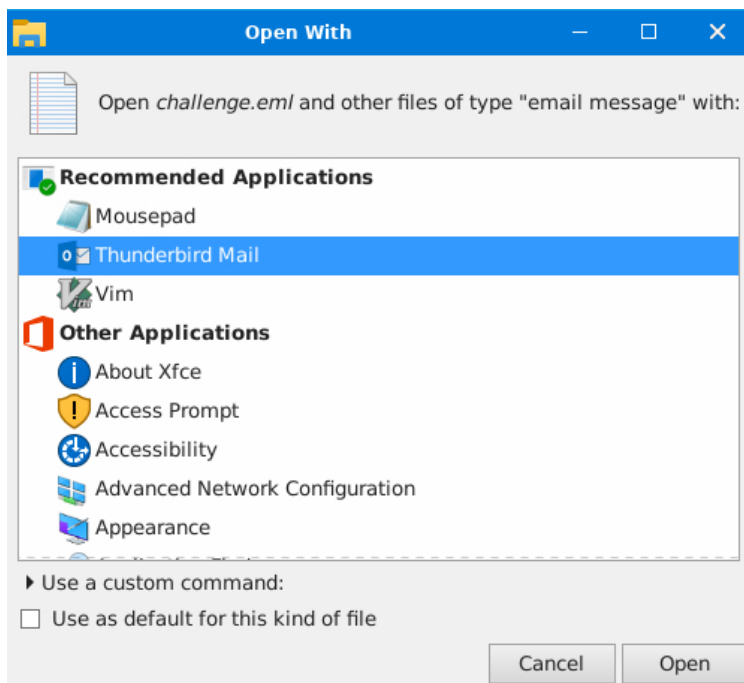 Open With
Open challenge.eml and other files of type "email message" with:
Recommended Applications
Mousepad
Thunderbird Mail
Vim
Other Applications
About Xfce
Access Prompt
Accessibility
Advanced Network Configuration
Appearance
Use a custom command:
Use as default for this kind of file
Cancel Open